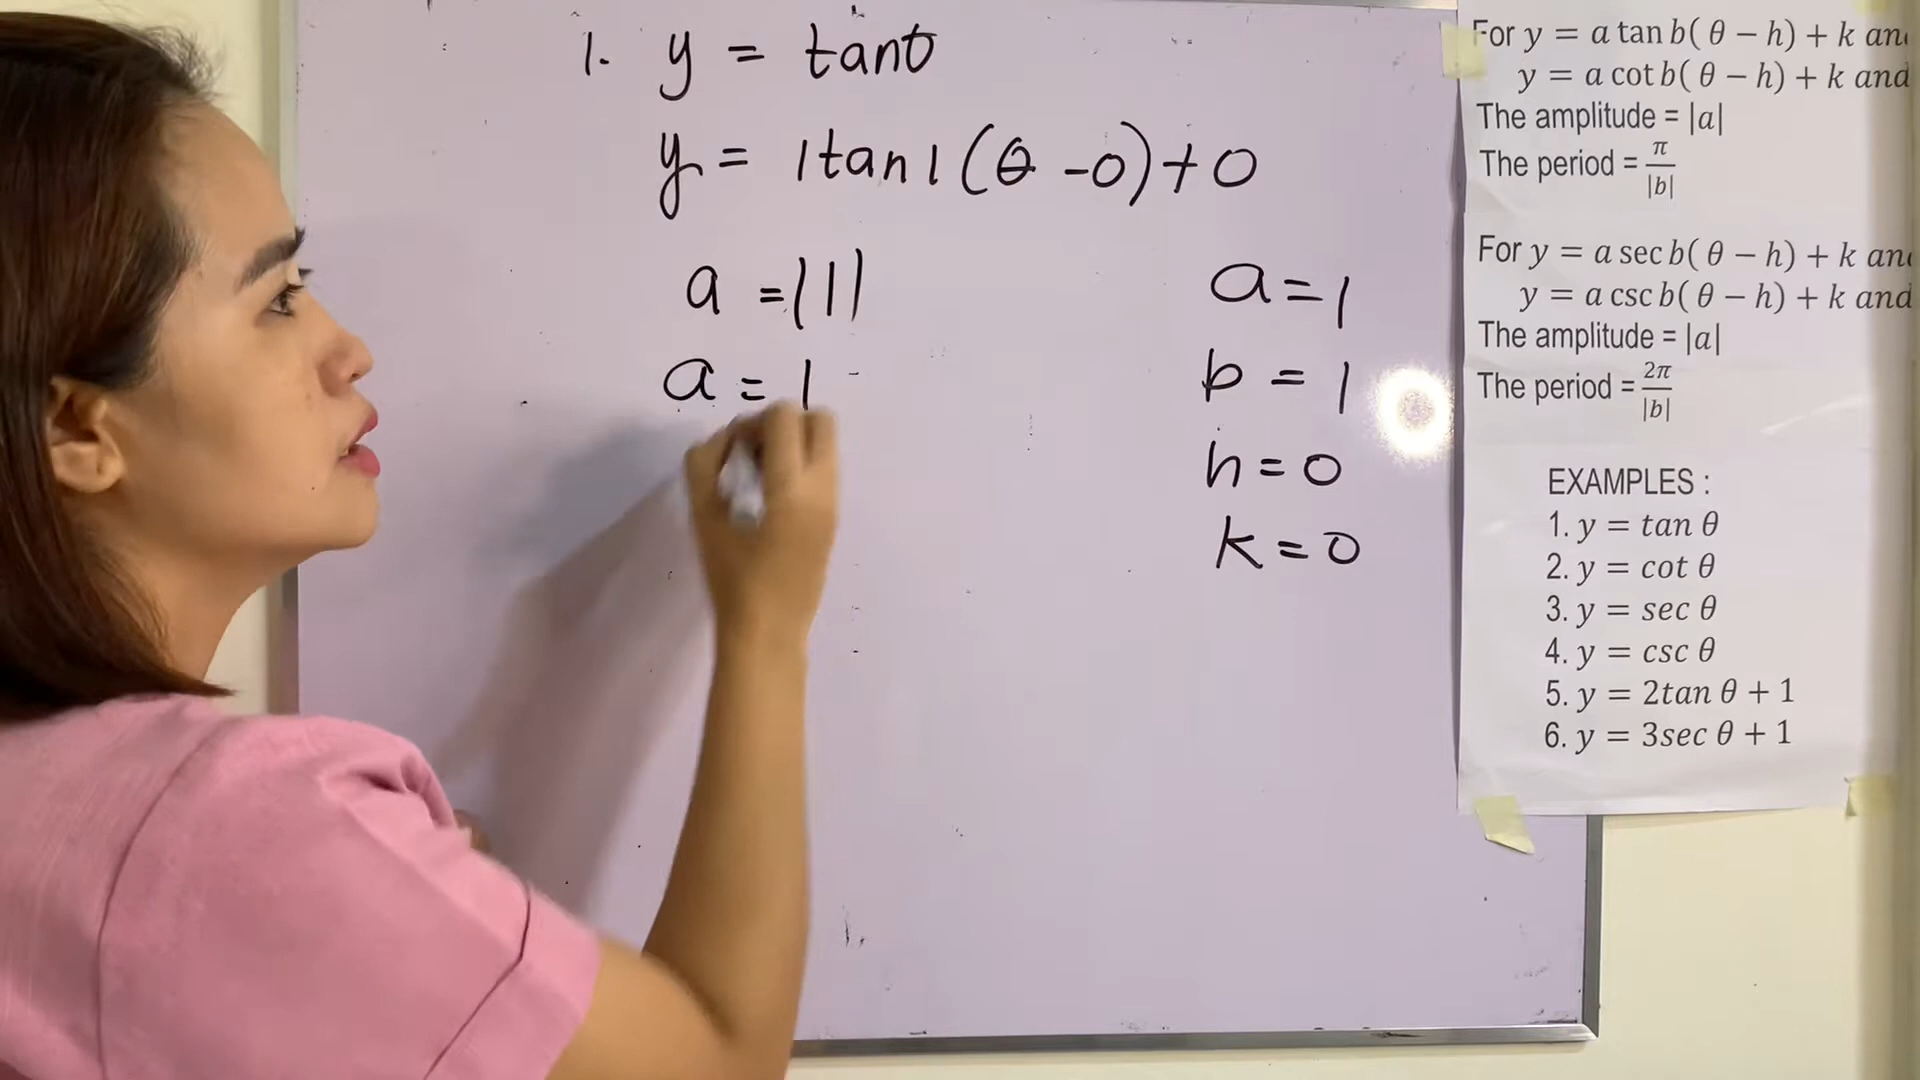 1. y = tanθ
y = 1tan1(θ -0)+0
a =|1|
a = 1
a=1
b = 1
h=0
k=0
For y = a tan b( θ − h) + k and
y = a cot b( θ − h) + k and
The amplitude = |a|
The period = π/|b|
For y = a sec b( θ − h) + k and
y = a csc b( θ − h) + k and
The amplitude = |a|
The period = 2π/|b|
EXAMPLES :
1. y = tan θ
2. y = cot θ
3. y = sec θ
4. y = csc θ
5. y = 2tan θ + 1
6. y = 3sec θ + 1